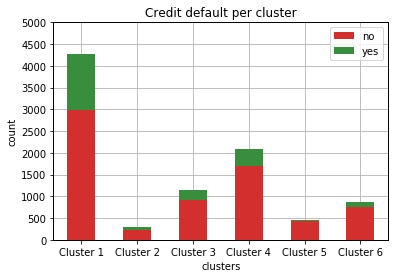 Credit default per cluster
no
yes
5000
4500
4000
3500
3000
2500
2000
1500
1000
500
0
count
Cluster 1 Cluster 2 Cluster 3 Cluster 4 Cluster 5 Cluster 6
clusters